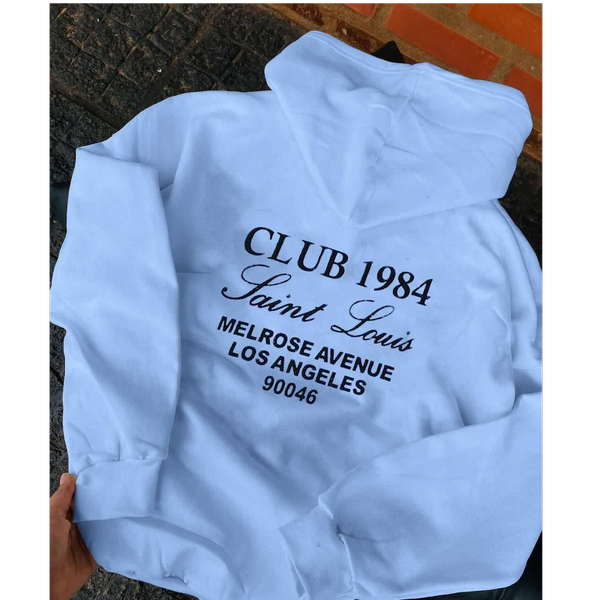 CLUB 1984
Saint Louis
MELROSE AVENUE
LOS ANGELES
90046